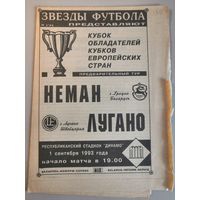 ЗВЕЗДЫ ФУТБОЛА
ПРЕДСТАВЛЯЮТ
КУБОК
ОБЛАДАТЕЛЕЙ
КУБКОВ
ЕВРОПЕЙСКИХ
СТРАН
ПРЕДВАРИТЕЛЬНЫЙ ТУР
НЕМАН
г. Гродно
Беларусь
г. Лугано
Швейцария
ЛУГАНО
РЕСПУБЛИКАНСКИЙ СТАДИОН "ДИНАМО"
1 сентября 1993 года
начало матча в 19.00